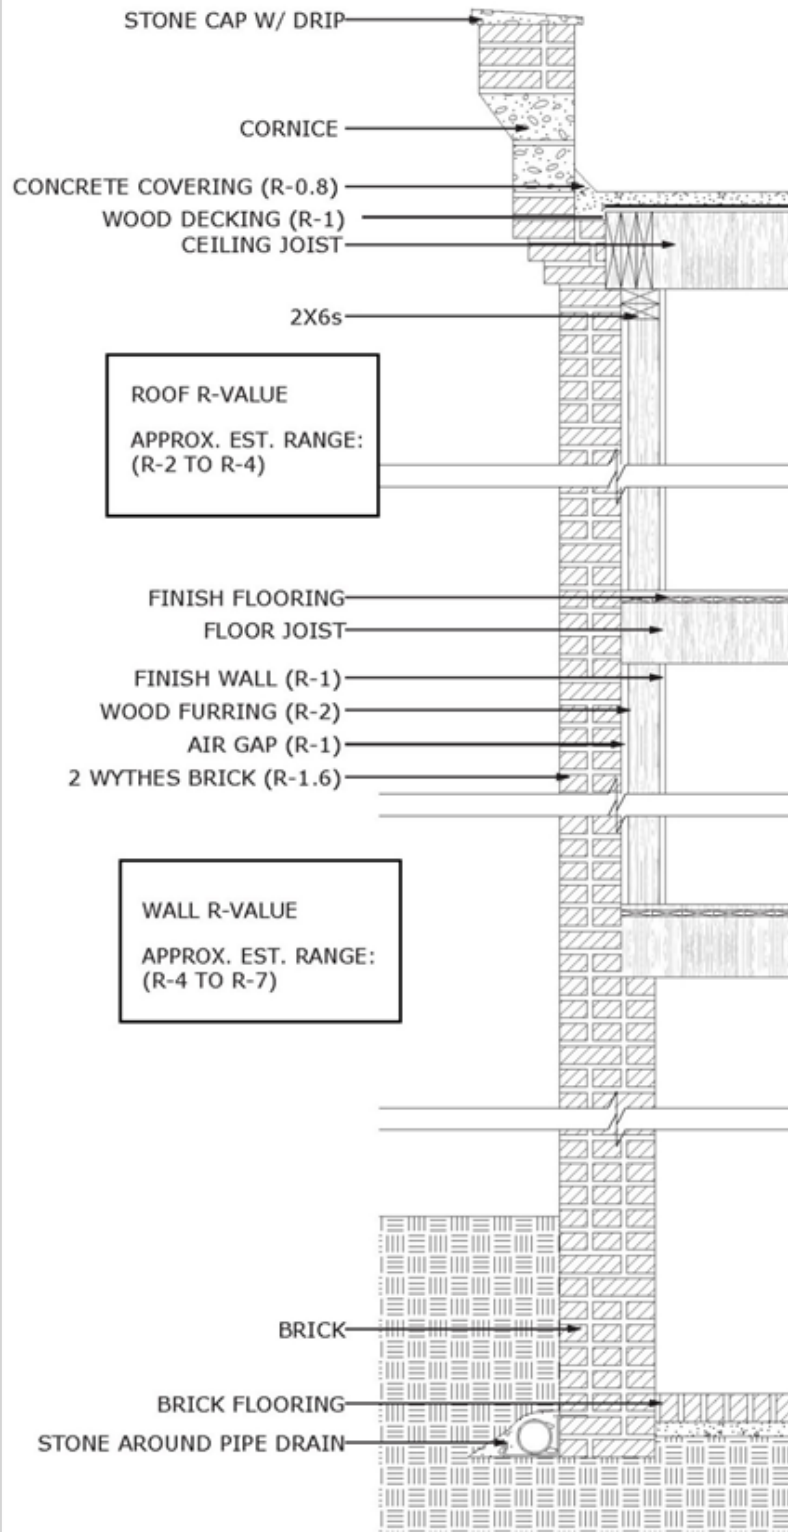 STONE CAP W/ DRIP
CORNICE
CONCRETE COVERING (R-0.8)
WOOD DECKING (R-1)
CEILING JOIST
2X6s
ROOF R-VALUE
APPROX. EST. RANGE:
(R-2 TO R-4)
FINISH FLOORING
FLOOR JOIST
FINISH WALL (R-1)
WOOD FURRING (R-2)
AIR GAP (R-1)
2 WYTHES BRICK (R-1.6)
WALL R-VALUE
APPROX. EST. RANGE:
(R-4 TO R-7)
BRICK
BRICK FLOORING
STONE AROUND PIPE DRAIN